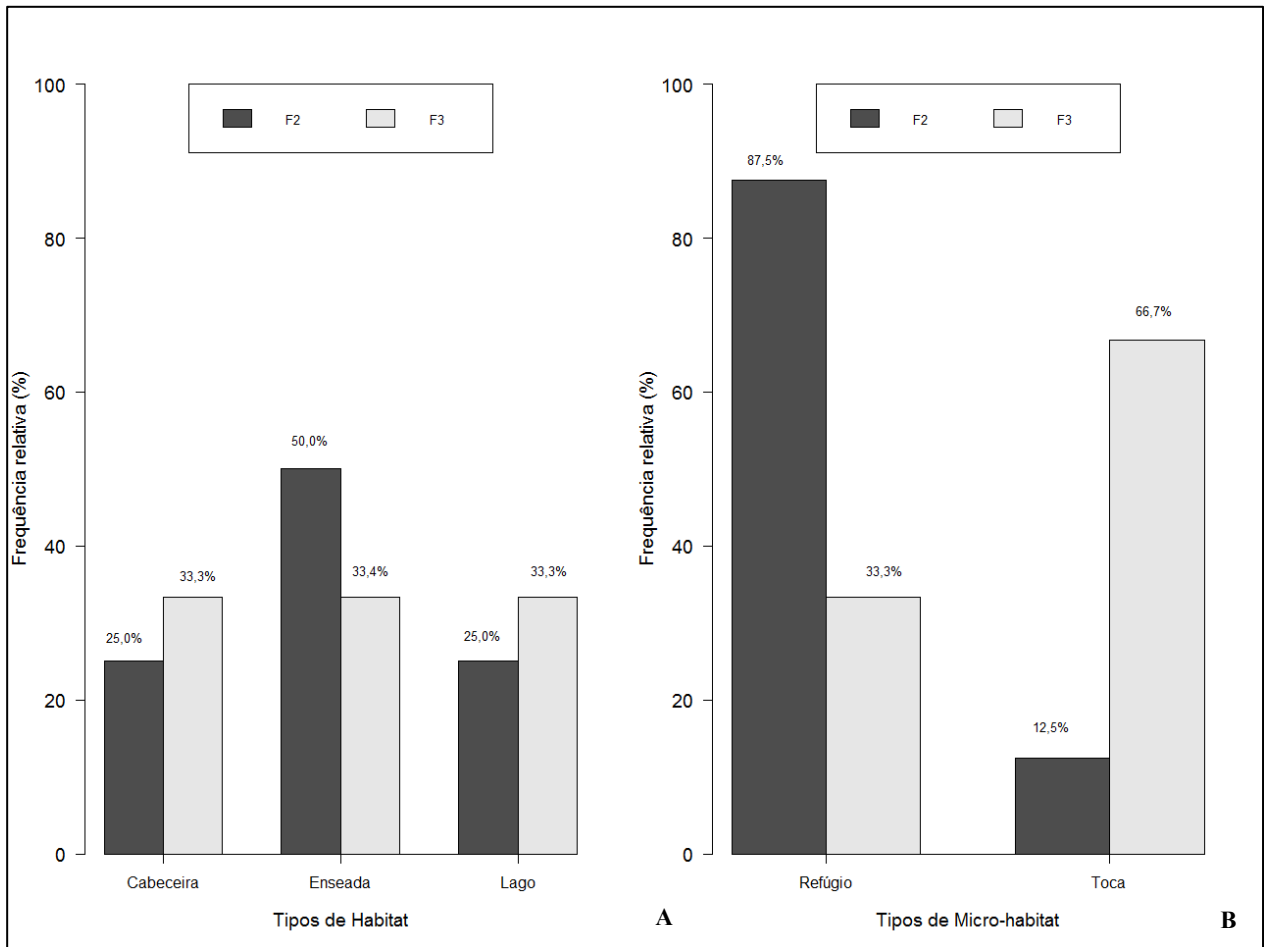 F2 F3
Frequência relativa (%)
100
80
60
40
20
0
25,0%
33,3%
50,0%
33,4%
25,0%
33,3%
Cabeceira Enseada Lago
Tipos de Habitat
A
F2 F3
Frequência relativa (%)
100
80
60
40
20
0
87,5%
33,3%
12,5%
66,7%
Refúgio Toca
Tipos de Micro-habitat
B